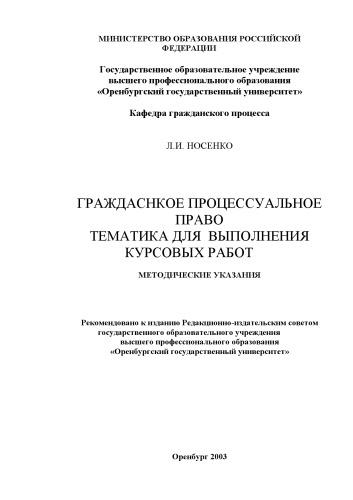 МИНИСТЕРСТВО ОБРАЗОВАНИЯ РОССИЙСКОЙ
ФЕДЕРАЦИИ
Государственное образовательное учреждение
высшего профессионального образования
«Оренбургский государственный университет»
Кафедра гражданского процесса
Л.И. НОСЕНКО
ГРАЖДАСНКОЕ ПРОЦЕССУАЛЬНОЕ
ПРАВО
ТЕМАТИКА ДЛЯ ВЫПОЛНЕНИЯ
КУРСОВЫХ РАБОТ
МЕТОДИЧЕСКИЕ УКАЗАНИЯ
Рекомендовано к изданию Редакционно-издательским советом
государственного образовательного учреждения
высшего профессионального образования
«Оренбургский государственный университет»
Оренбург 2003